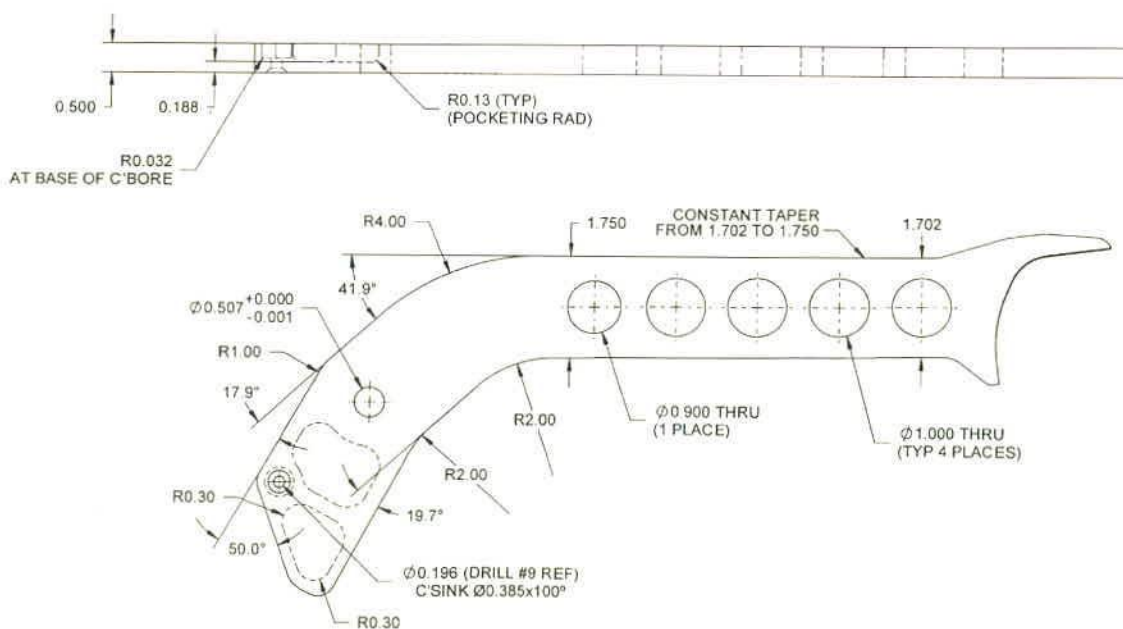 0.500
0.188
R0.13 (TYP)
(POCKETING RAD)
R0.032
AT BASE OF C'BORE
R4.00
1.750
CONSTANT TAPER
FROM 1.702 TO 1.750
1.702
41.9°
Ø0.507 +0.000
-0.001
R1.00
17.9°
R2.00
Ø0.900 THRU
(1 PLACE)
Ø1.000 THRU
(TYP 4 PLACES)
R2.00
R0.30
19.7°
50.0°
Ø0.196 (DRILL #9 REF)
C'SINK Ø0.385x100°
R0.30